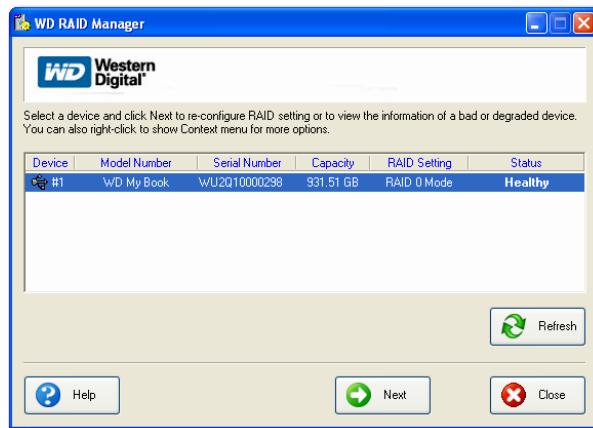 WD RAID Manager
WD Western
Digital
Select a device and click Next to re-configure RAID setting or to view the information of a bad or degraded device.
You can also right-click to show Context menu for more options.
Device Model Number Serial Number Capacity RAID Setting Status
#1 WD My Book WU2Q10000298 931.51 GB RAID 0 Mode Healthy
Refresh
Help Next Close